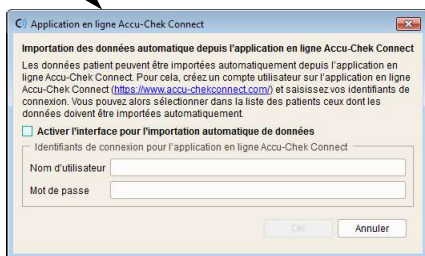 Application en ligne Accu-Chek Connect
Importation des données automatique depuis l'application en ligne Accu-Chek Connect
Les données patient peuvent être importées automatiquement depuis l'application en
ligne Accu-Chek Connect. Pour cela, créez un compte utilisateur sur l'application en ligne
Accu-Chek Connect (https://www.accu-chekconnect.com/) et saisissez vos identifiants de
connexion. Vous pouvez alors sélectionner dans la liste des patients ceux dont les
données doivent être importées automatiquement.
Activer l'interface pour l'importation automatique de données
Identifiants de connexion pour l'application en ligne Accu-Chek Connect
Nom d'utilisateur
Mot de passe
OK Annuler